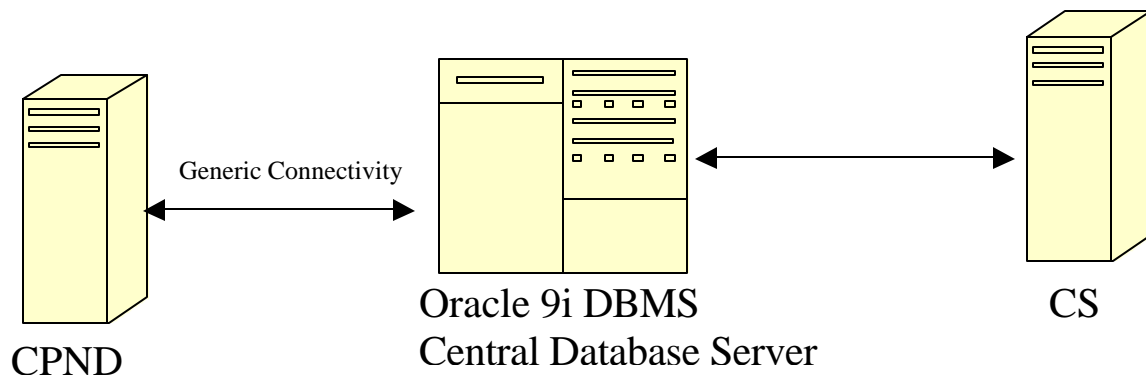 Generic Connectivity
Oracle 9i DBMS
Central Database Server
CS
CPND